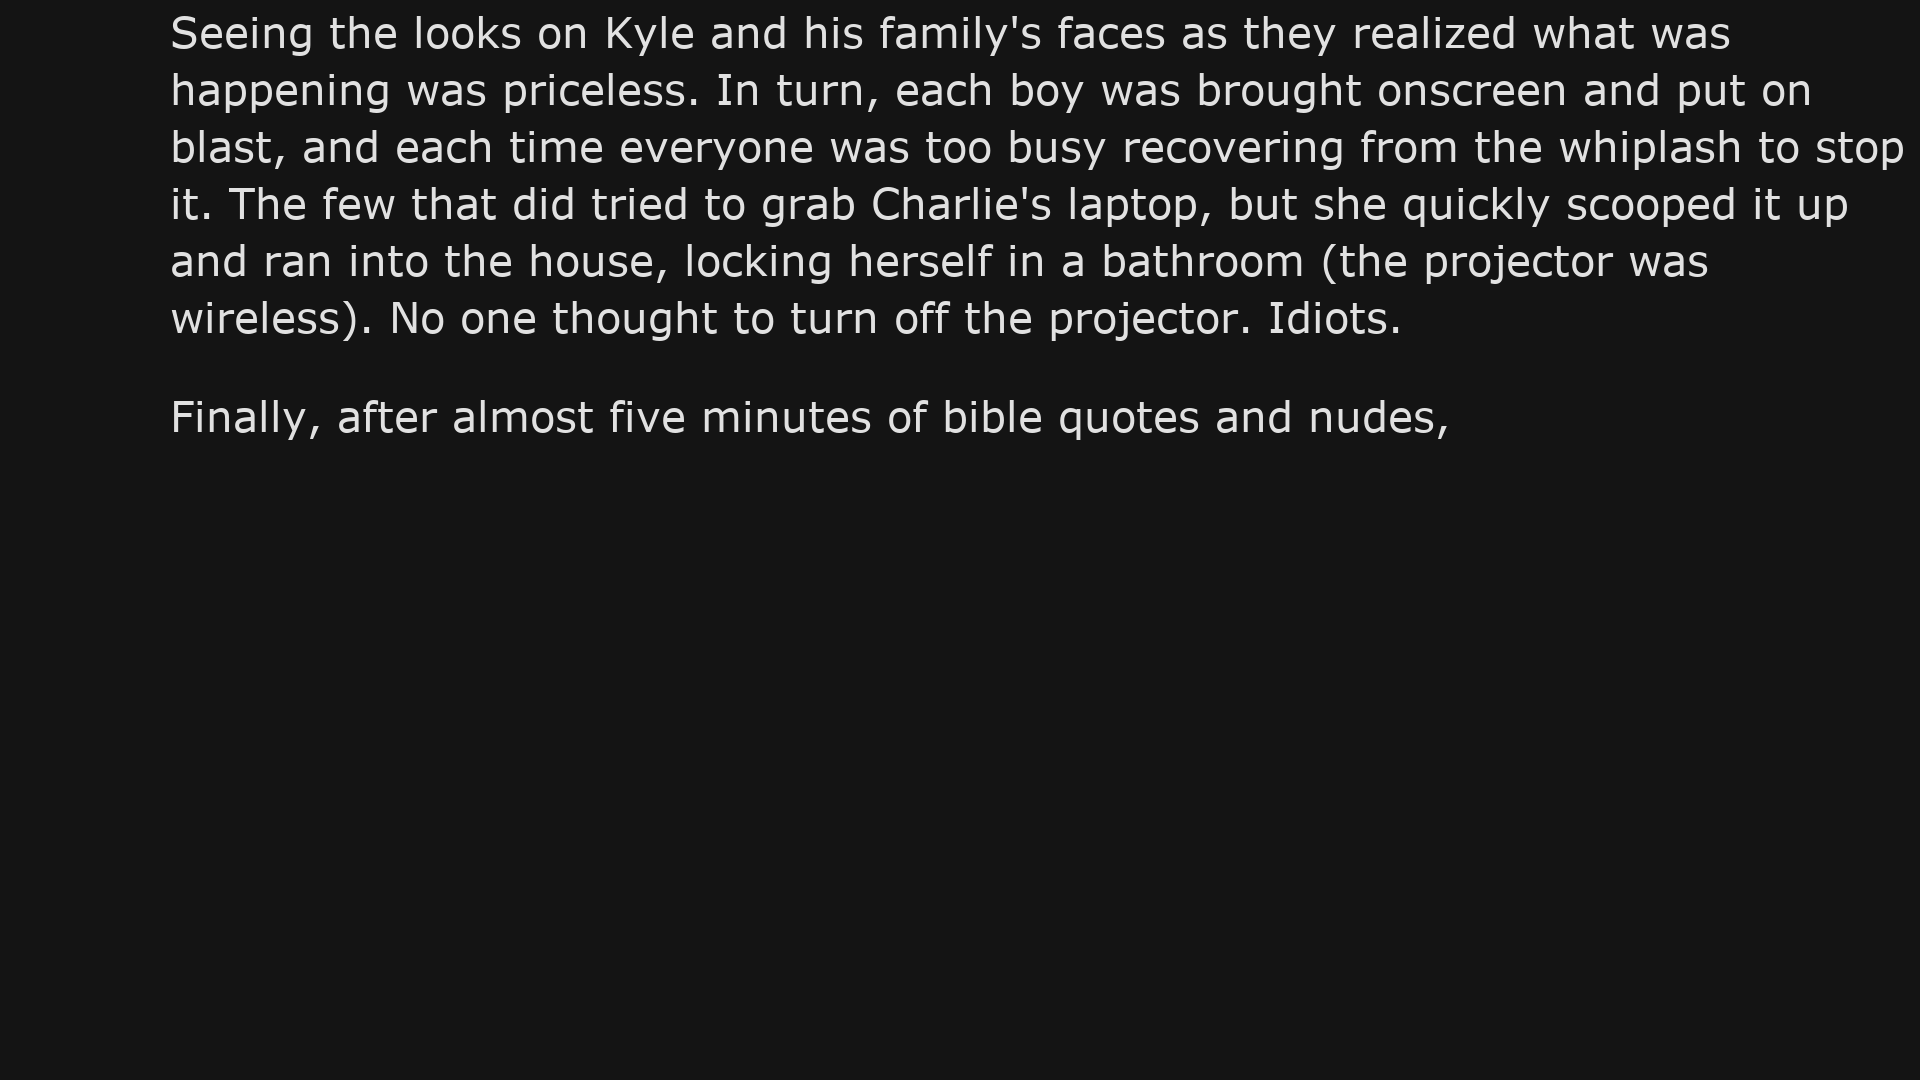 Seeing the looks on Kyle and his family's faces as they realized what was
happening was priceless. In turn, each boy was brought onscreen and put on
blast, and each time everyone was too busy recovering from the whiplash to stop
it. The few that did tried to grab Charlie's laptop, but she quickly scooped it up
and ran into the house, locking herself in a bathroom (the projector was
wireless). No one thought to turn off the projector. Idiots.
Finally, after almost five minutes of bible quotes and nudes,